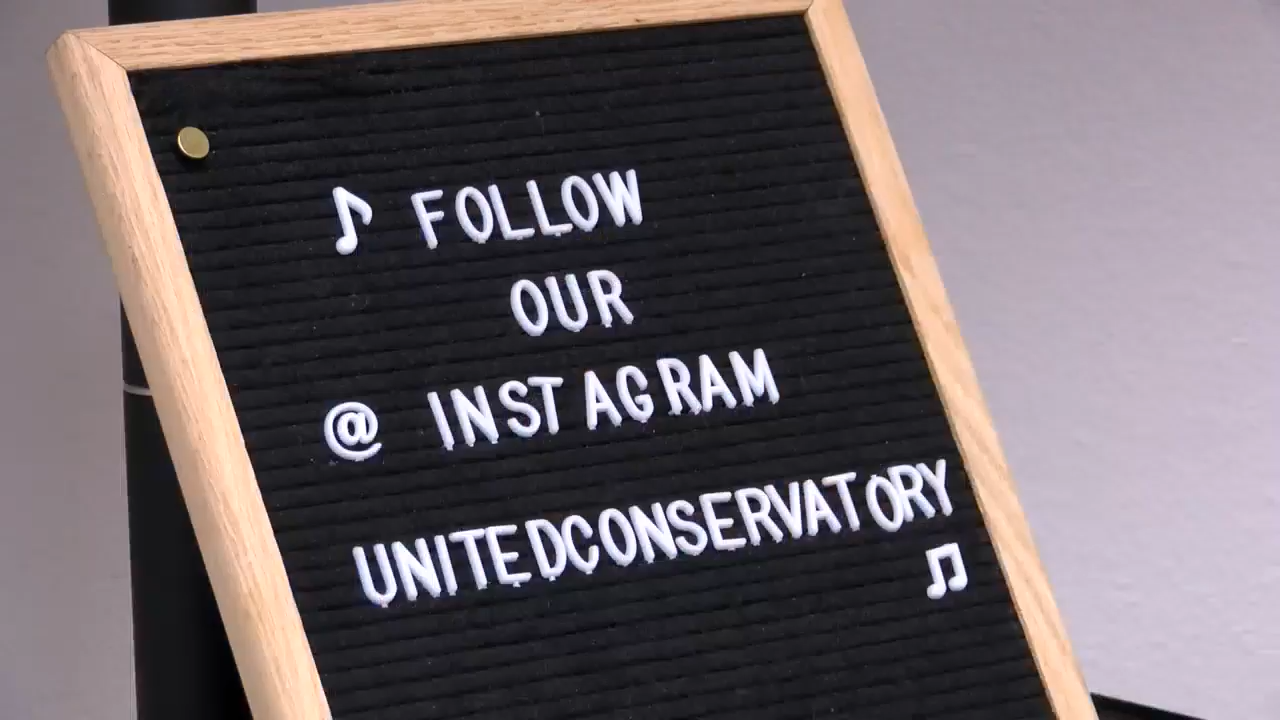 ♪ FOLLOW
OUR
@ INSTAGRAM
UNITEDCONSERVATORY
♫